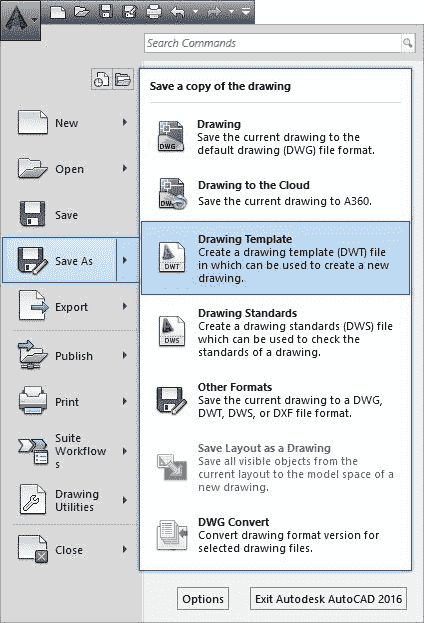 Search Commands
Save a copy of the drawing
New
Open
Save
Save As
Export
Publish
Print
Suite
Workflow
s
Drawing
Utilities
Close
Drawing
Save the current drawing to the
default drawing (DWG) file format.
DWG
Drawing to the Cloud
Save the current drawing to A360.
DWG
Drawing Template
Create a drawing template (DWT) file
in which can be used to create a new
drawing.
DWT
Drawing Standards
Create a drawing standards (DWS) file
which can be used to check the
standards of a drawing.
DWS
Other Formats
Save the current drawing to a DWG,
DWT, DWS, or DXF file format.
Save Layout as a Drawing
Save all visible objects from the
current layout to the model space of a
new drawing.
DWG Convert
Convert drawing format version for
selected drawing files.
Options
Exit Autodesk AutoCAD 2016